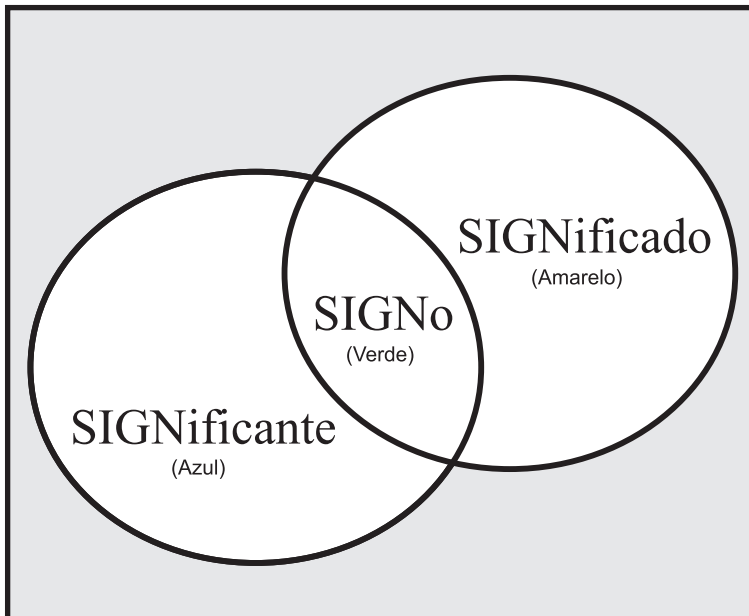 SIGNificado
(Amarelo)
SIGNo
(Verde)
SIGNificante
(Azul)